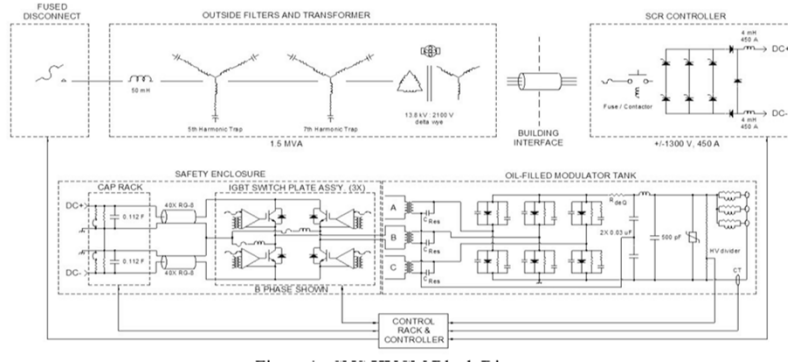 FUSED
DISCONNECT
OUTSIDE FILTERS AND TRANSFORMER
SCR CONTROLLER
50 mH
5th Harmonic Trap
7th Harmonic Trap
13.8 kV : 2100 V
delta wye
1.5 MVA
BUILDING
INTERFACE
Fuse / Contactor
4 mH
450 A
DC+
DC-
4 mH
450 A
+/-1300 V, 450 A
SAFETY ENCLOSURE
CAP RACK
IGBT SWITCH PLATE ASS'Y. (3X)
DC+
0.112 F
40X RG-8
0.112 F
DC-
40X RG-8
B PHASE SHOWN
OIL-FILLED MODULATOR TANK
A
C Res
B
C Res
C
C Res
R deQ
2X 0.03 uF
500 pF
HV divider
CT
CONTROL
RACK &
CONTROLLER